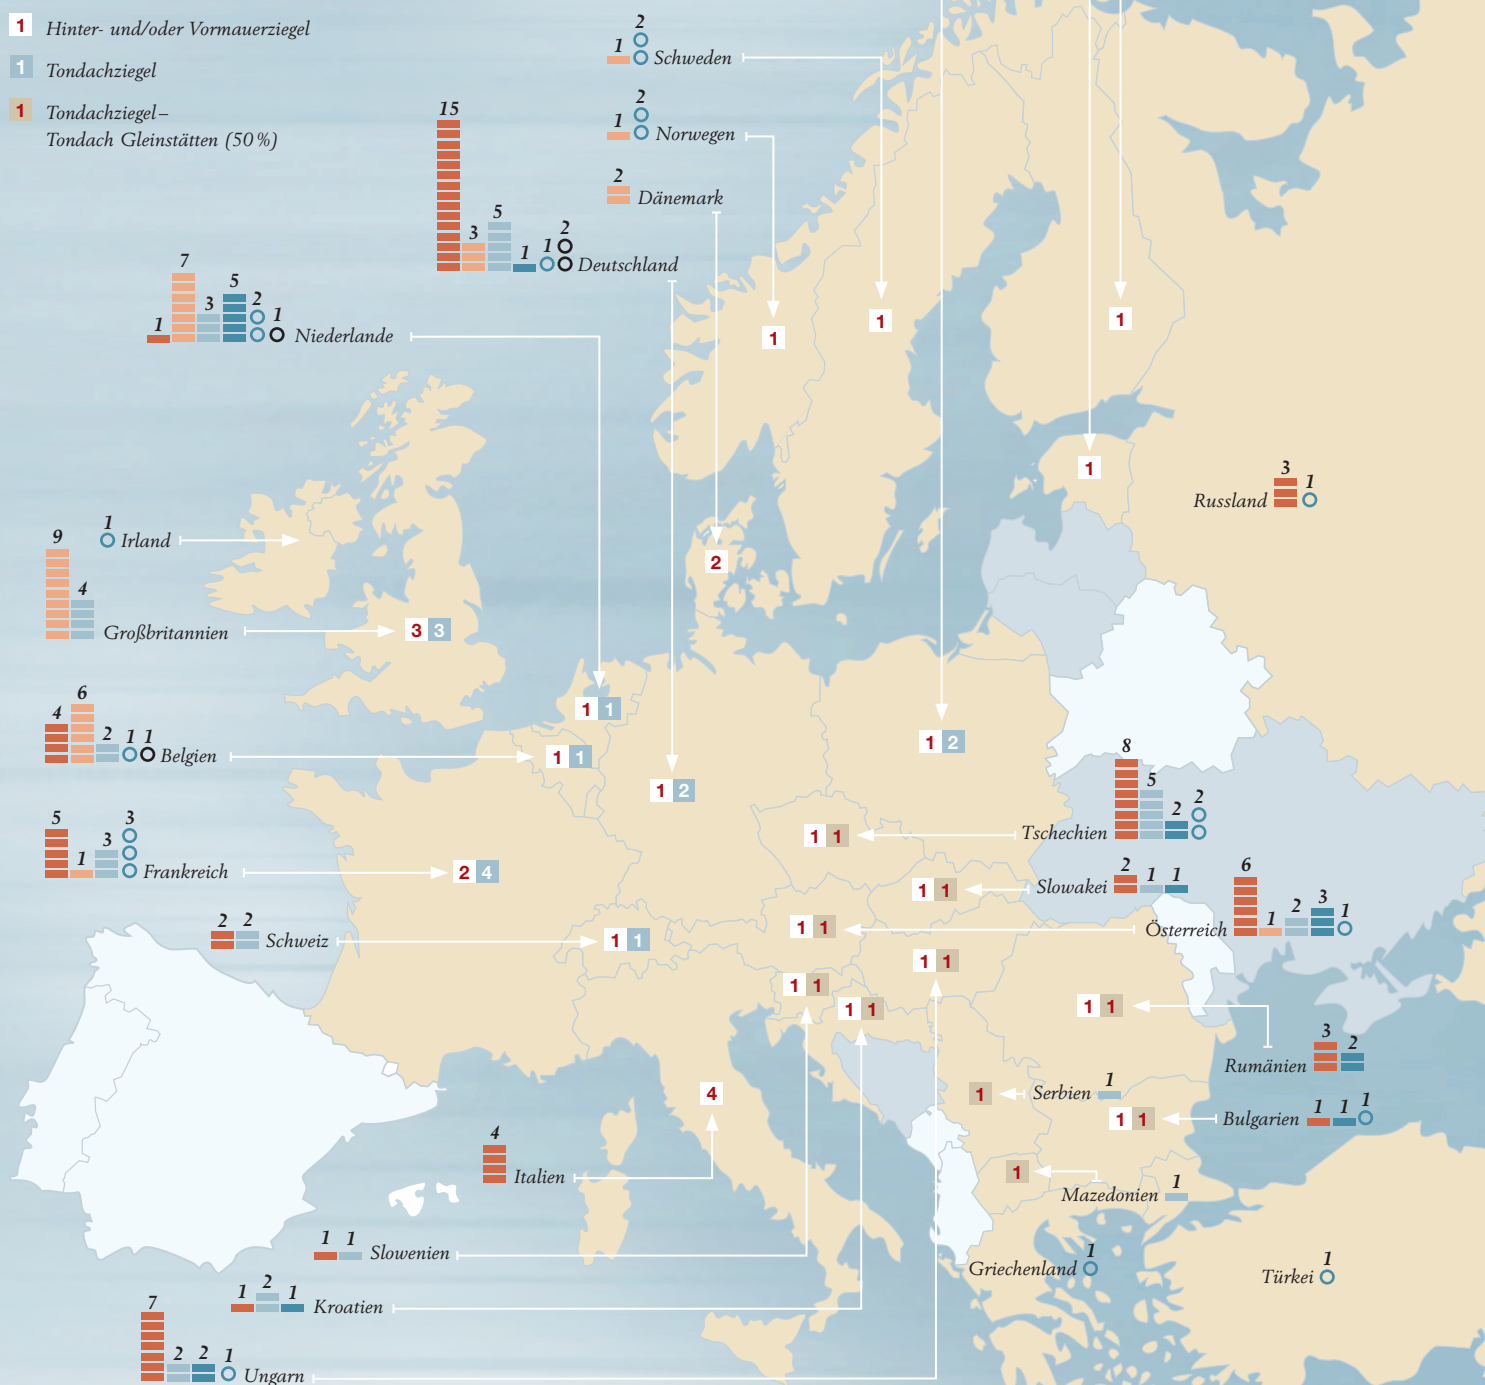 1 Hinter- und/oder Vormauerziegel
1 Tondachziegel
1 Tondachziegel–
Tondach Gleinstätten (50 %)
1 2 Schweden
1 2 Norwegen
2 Dänemark
15 3 5 1 1 2 Deutschland
1 7 3 5 2 1 Niederlande
1
1
1
1
3 1
Russland
1 Irland
2
9 4 Großbritannien
3 3
1 1
4 6 2 1 1 Belgien
1 1
1 2
1 2
8 5 2 2
Tschechien
1 1
5 1 3 3 Frankreich
2 4
2 1 1
Slowakei
1 1
6 1 2 3 1
Österreich
1 1
2 2 Schweiz
1 1
1 1
1 1
1 1
1 1
3 2
Rumänien
4
1
Serbien 1
1 1
Bulgarien 1 1 1
4 Italien
1
Mazedonien 1
1 1 Slowenien
Griechenland 1
Türkei 1
1 2 1 Kroatien
7 2 2 1 Ungarn